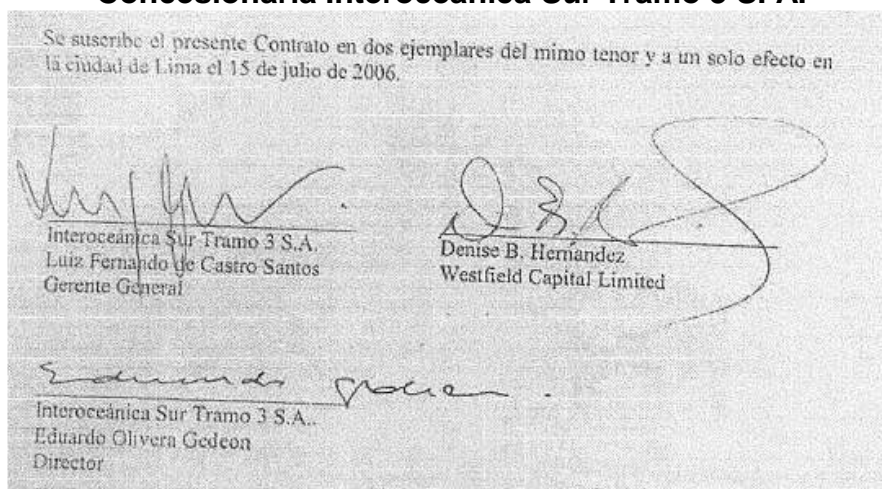 Concesionaria Interoceánica Sur Tramo 3 S. A.
Se suscribe el presente Contrato en dos ejemplares del mimo tenor y a un solo efecto en
la ciudad de Lima el 15 de julio de 2006.
Interoceánica Sur Tramo 3 S.A.
Luiz Fernando de Castro Santos
Gerente General
Denise B. Hernández
Westfield Capital Limited
Interoceánica Sur Tramo 3 S.A..
Eduardo Olivera Gedeon
Director